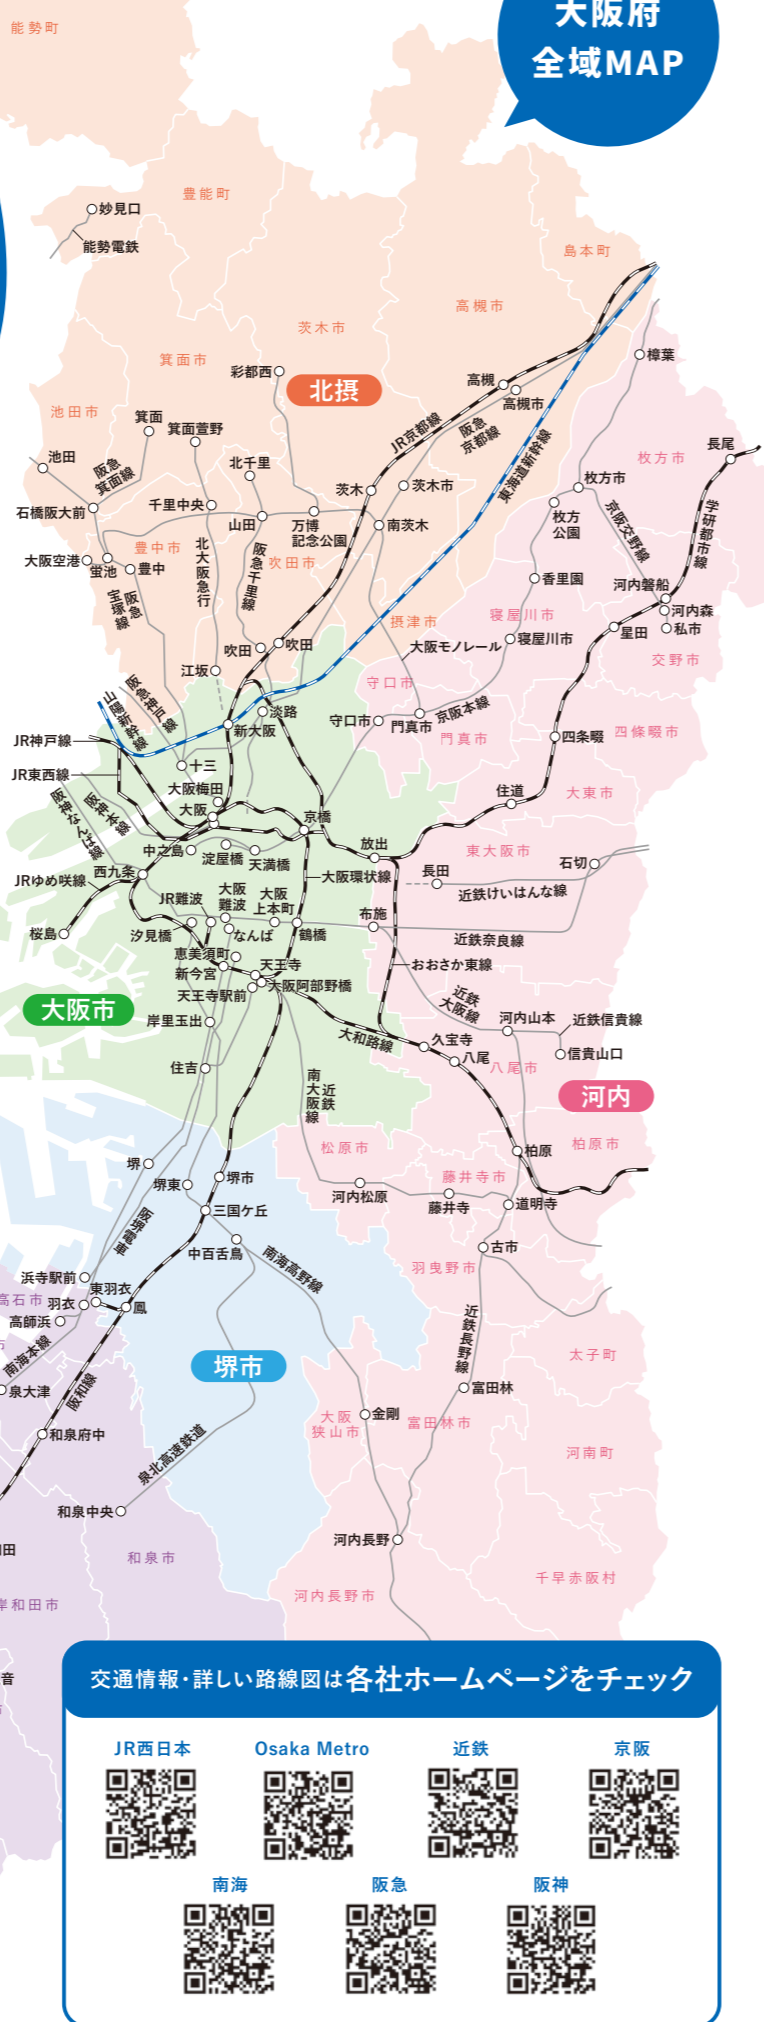 大阪府
全域MAP
能勢町
豊能町
妙見口
能勢電鉄
島本町
高槻市
茨木市
箕面市
彩都西
北摂
高槻
高槻市
樟葉
池田市
箕面
箕面萱野
JR京都線
阪急
京都線
東海道新幹線
長尾
枚方市
池田
阪急
箕面線
北千里
茨木
茨木市
枚方市
石橋阪大前
千里中央
山田
万博
記念公園
南茨木
枚方
公園
京阪交野線
学研都市線
大阪空港
蛍池
豊中
豊中市
北大阪急行
阪急千里線
吹田市
香里園
河内磐船
河内森
私市
阪急
宝塚線
摂津市
寝屋川市
星田
吹田
吹田
大阪モノレール
寝屋川市
交野市
江坂
守口市
阪急神戸線
山陽新幹線
淡路
新大阪
守口市
門真市
京阪本線
門真市
四条畷
四條畷市
JR神戸線
JR東西線
十三
大阪梅田
大阪
住道
大東市
阪神本線
阪神なんば線
京橋
放出
東大阪市
中之島
淀屋橋
天満橋
石切
JRゆめ咲線
西九条
大阪環状線
長田
近鉄けいはんな線
JR難波
大阪
難波
大阪
上本町
布施
桜島
汐見橋
なんば
鶴橋
近鉄奈良線
恵美須町
新今宮
天王寺
おおさか東線
天王寺駅前
大阪阿部野橋
近鉄
大阪線
大阪市
岸里玉出
大和路線
河内山本
近鉄信貴線
久宝寺
信貴山口
住吉
八尾
八尾市
近鉄
南大阪線
河内
松原市
柏原
柏原市
堺
堺東
堺市
藤井寺市
河内松原
藤井寺
道明寺
三国ケ丘
阪堺電車
中百舌鳥
南海高野線
古市
羽曳野市
浜寺駅前
高石市
羽衣
東羽衣
鳳
高師浜
市
南海本線
近鉄長野線
堺市
太子町
泉大津
阪和線
富田林
大阪
狭山市
金剛
富田林市
和泉府中
泉北高速鉄道
河南町
和泉中央
河内長野
田
和泉市
千早赤阪村
岸和田市
河内長野市
音
交通情報・詳しい路線図は各社ホームページをチェック
JR西日本
Osaka Metro
近鉄
京阪
南海
阪急
阪神